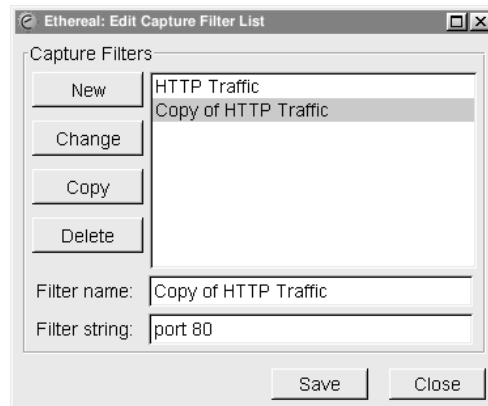 Ethereal: Edit Capture Filter List
Capture Filters
New
Change
Copy
Delete
HTTP Traffic
Copy of HTTP Traffic
Filter name: Copy of HTTP Traffic
Filter string: port 80
Save Close